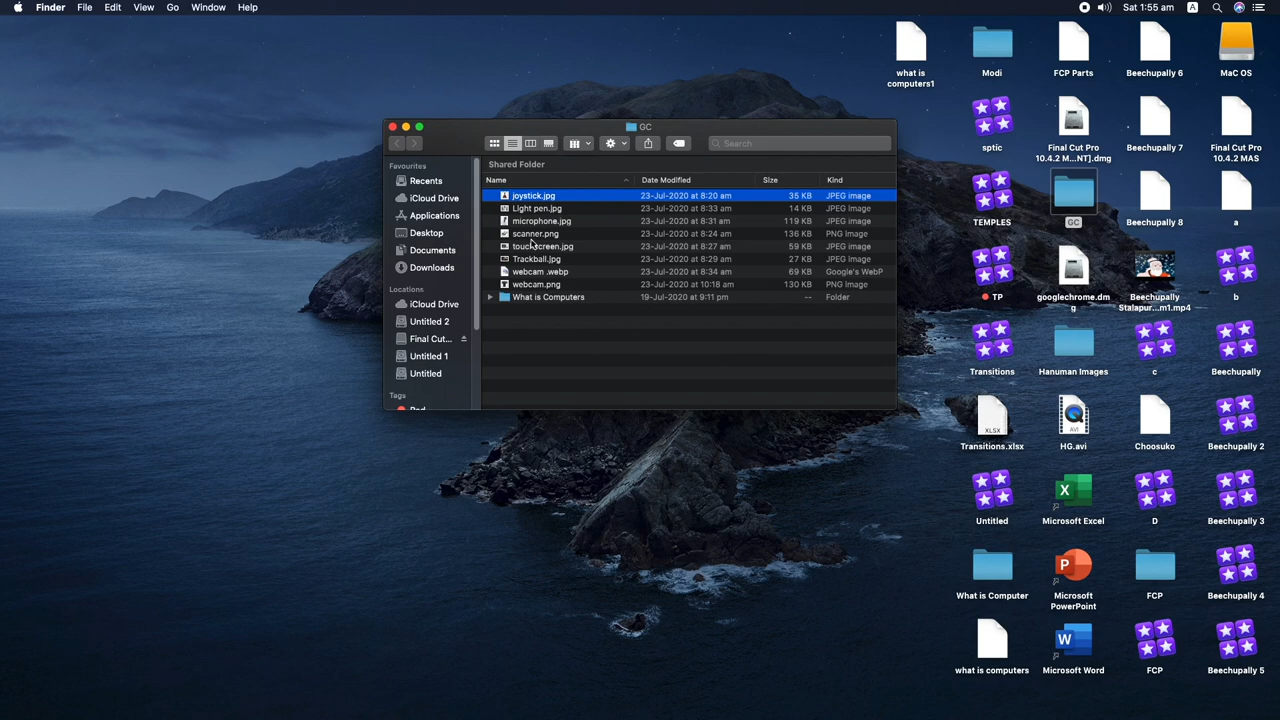 Finder File Edit View Go Window Help
Sat 1:55 am A
GC
Search
Shared Folder
Name Date Modified Size Kind
joystick.jpg 23-Jul-2020 at 8:20 am 35 KB JPEG image
Light pen.jpg 23-Jul-2020 at 8:33 am 14 KB JPEG image
microphone.jpg 23-Jul-2020 at 8:31 am 119 KB JPEG image
scanner.png 23-Jul-2020 at 8:24 am 136 KB PNG image
touchscreen.jpg 23-Jul-2020 at 8:27 am 59 KB JPEG image
Trackball.jpg 23-Jul-2020 at 8:29 am 27 KB JPEG image
webcam .webp 23-Jul-2020 at 8:34 am 69 KB Google's WebP
webcam.png 23-Jul-2020 at 10:18 am 130 KB PNG image
What is Computers 19-Jul-2020 at 9:11 pm -- Folder
Favourites
Recents
iCloud Drive
Applications
Desktop
Documents
Downloads
Locations
iCloud Drive
Untitled 2
Final Cut...
Untitled 1
Untitled
Tags
what is
computers1
Modi
FCP Parts
Beechupally 6
MaC OS
sptic
Final Cut Pro
10.4.2 M...NT].dmg
Beechupally 7
Final Cut Pro
10.4.2 MAS
TEMPLES
GC
Beechupally 8
a
TP
googlechrome.dm
g
Beechupally
Stalapur...m1.mp4
b
Transitions
Hanuman Images
c
Beechupally
XLSX
Transitions.xlsx
AVI
HG.avi
Choosuko
Beechupally 2
Untitled
X
Microsoft Excel
D
Beechupally 3
What is Computer
P
Microsoft
PowerPoint
FCP
Beechupally 4
what is computers
W
Microsoft Word
FCP
Beechupally 5